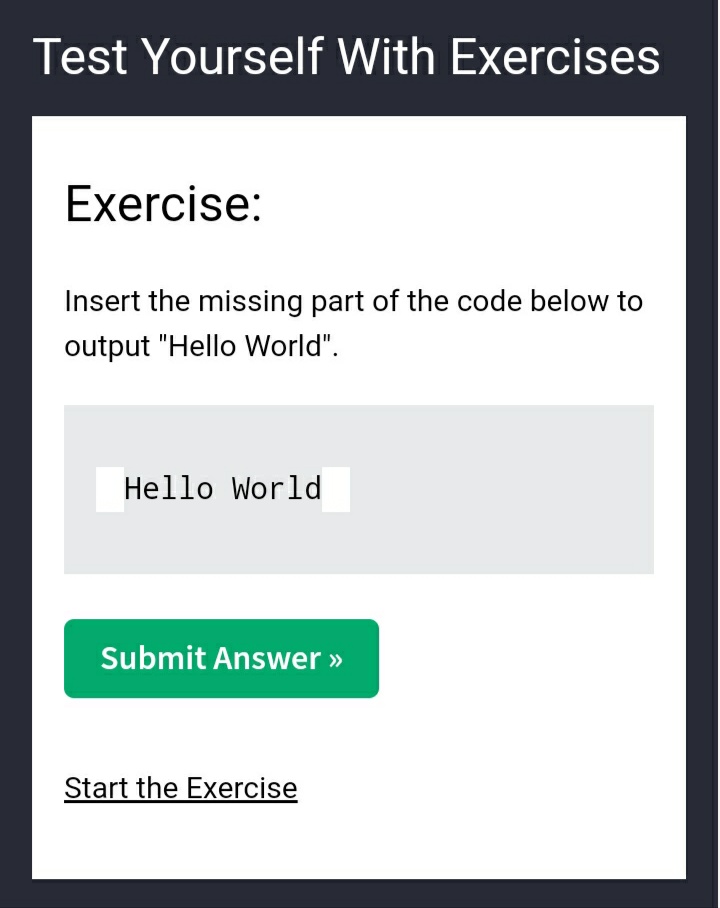 Test Yourself With Exercises
Exercise:
Insert the missing part of the code below to
output "Hello World".
Hello World
Submit Answer »
Start the Exercise